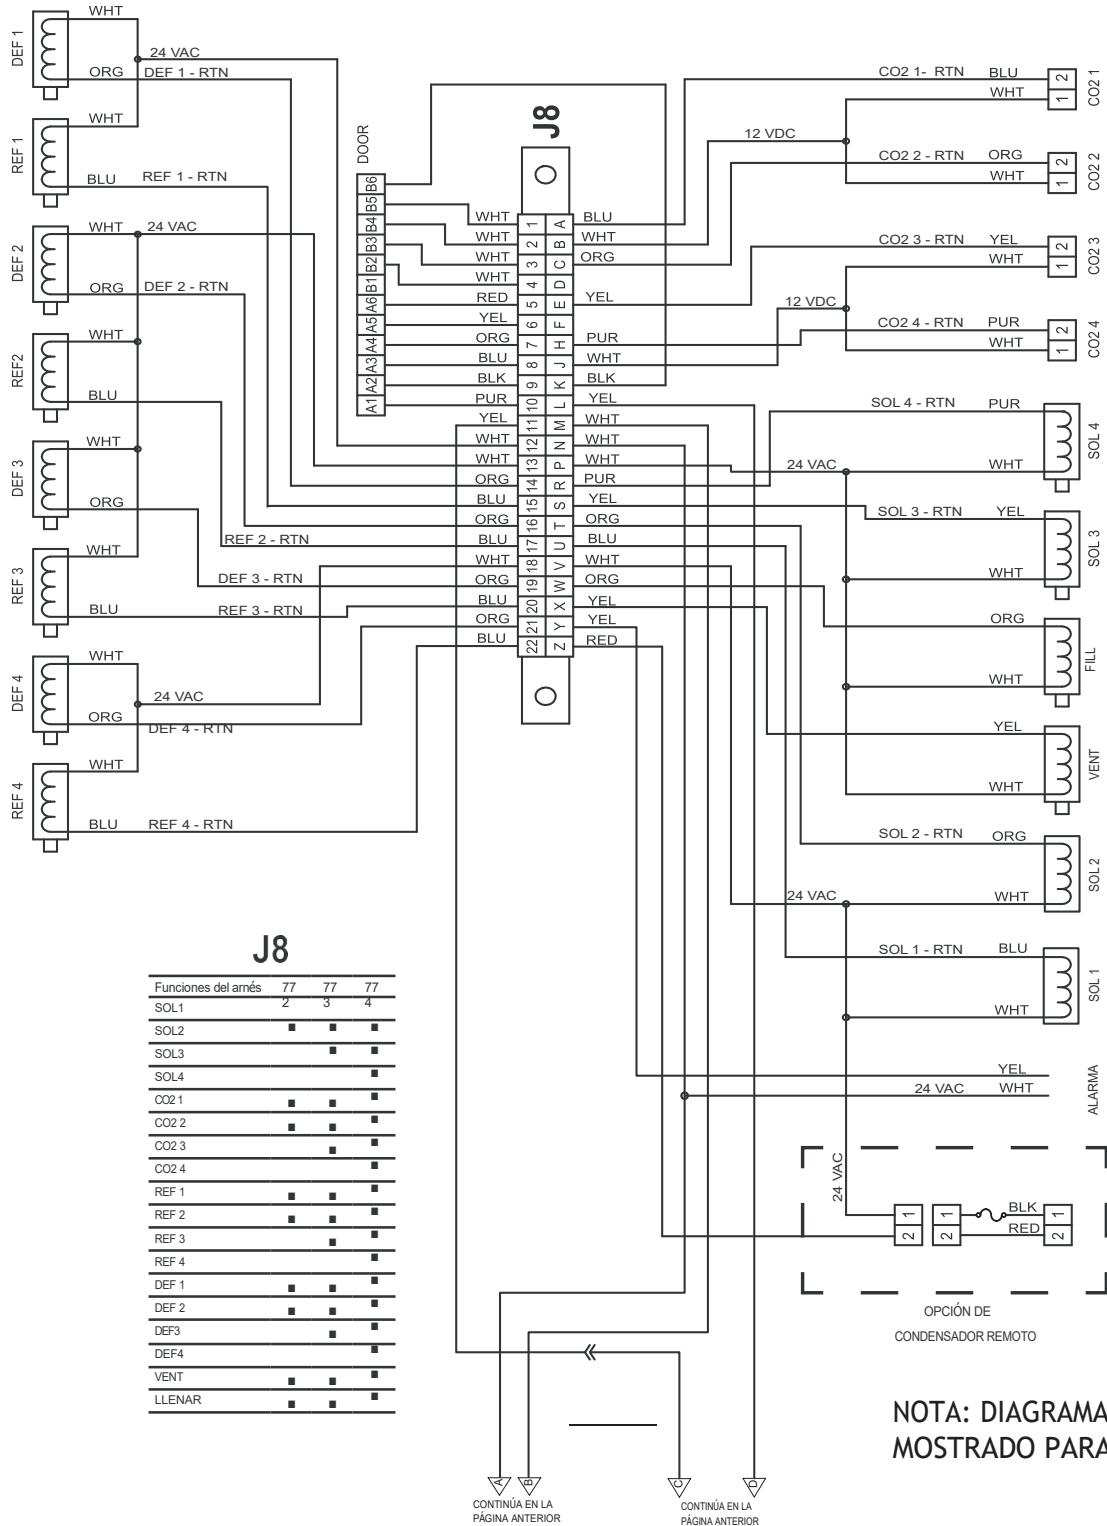 WHT
DEF 1
24 VAC
ORG DEF 1 - RTN
WHT
REF 1
BLU REF 1 - RTN
WHT 24 VAC
DEF 2
ORG DEF 2 - RTN
WHT
REF2
BLU
REF 2 - RTN
WHT
DEF 3
ORG
DEF 3 - RTN
WHT
REF 3
BLU REF 3 - RTN
WHT
DEF 4
24 VAC
ORG
DEF 4 - RTN
WHT
REF 4
BLU REF 4 - RTN
DOOR
B6
B5
B4
B3
B2
B1
A6
A5
A4
A3
A2
A1
J8
WHT 1 A BLU
WHT 2 B WHT
WHT 3 C ORG
WHT 4 D
RED 5 E YEL
YEL 6 F
ORG 7 H PUR
BLU 8 J WHT
BLK 9 K BLK
PUR 10 L YEL
YEL 11 M WHT
WHT 12 N WHT
WHT 13 P WHT
ORG 14 R PUR
BLU 15 S YEL
ORG 16 T ORG
BLU 17 U BLU
WHT 18 V WHT
ORG 19 W ORG
BLU 20 X YEL
ORG 21 Y YEL
BLU 22 Z RED
CO2 1- RTN BLU 2
WHT 1
CO2 1
12 VDC
CO2 2 - RTN ORG 2
WHT 1
CO2 2
CO2 3 - RTN YEL 2
WHT 1
CO2 3
12 VDC
CO2 4 - RTN PUR 2
WHT 1
CO2 4
SOL 4 - RTN PUR
24 VAC WHT
SOL 4
SOL 3 - RTN YEL
WHT
SOL 3
ORG
WHT
FILL
YEL
WHT
VENT
SOL 2 - RTN ORG
24 VAC WHT
SOL 2
SOL 1 - RTN BLU
WHT
SOL 1
YEL
24 VAC WHT
ALARMA
24 VAC
1 1 BLK 1
2 2 RED 2
OPCIÓN DE
CONDENSADOR REMOTO
J8
Funciones del arnés 77 77 77
SOL1 2 3 4
SOL2 ■ ■ ■
SOL3 ■ ■
SOL4 ■
CO2 1 ■ ■ ■
CO2 2 ■ ■ ■
CO2 3 ■ ■
CO2 4 ■
REF 1 ■ ■ ■
REF 2 ■ ■ ■
REF 3 ■ ■
REF 4 ■
DEF 1 ■ ■ ■
DEF 2 ■ ■ ■
DEF3 ■ ■
DEF4 ■
VENT ■ ■ ■
LLENAR ■ ■ ■
A
B
CONTINÚA EN LA
PÁGINA ANTERIOR
C
D
CONTINÚA EN LA
PÁGINA ANTERIOR
NOTA: DIAGRAMA
MOSTRADO PARA